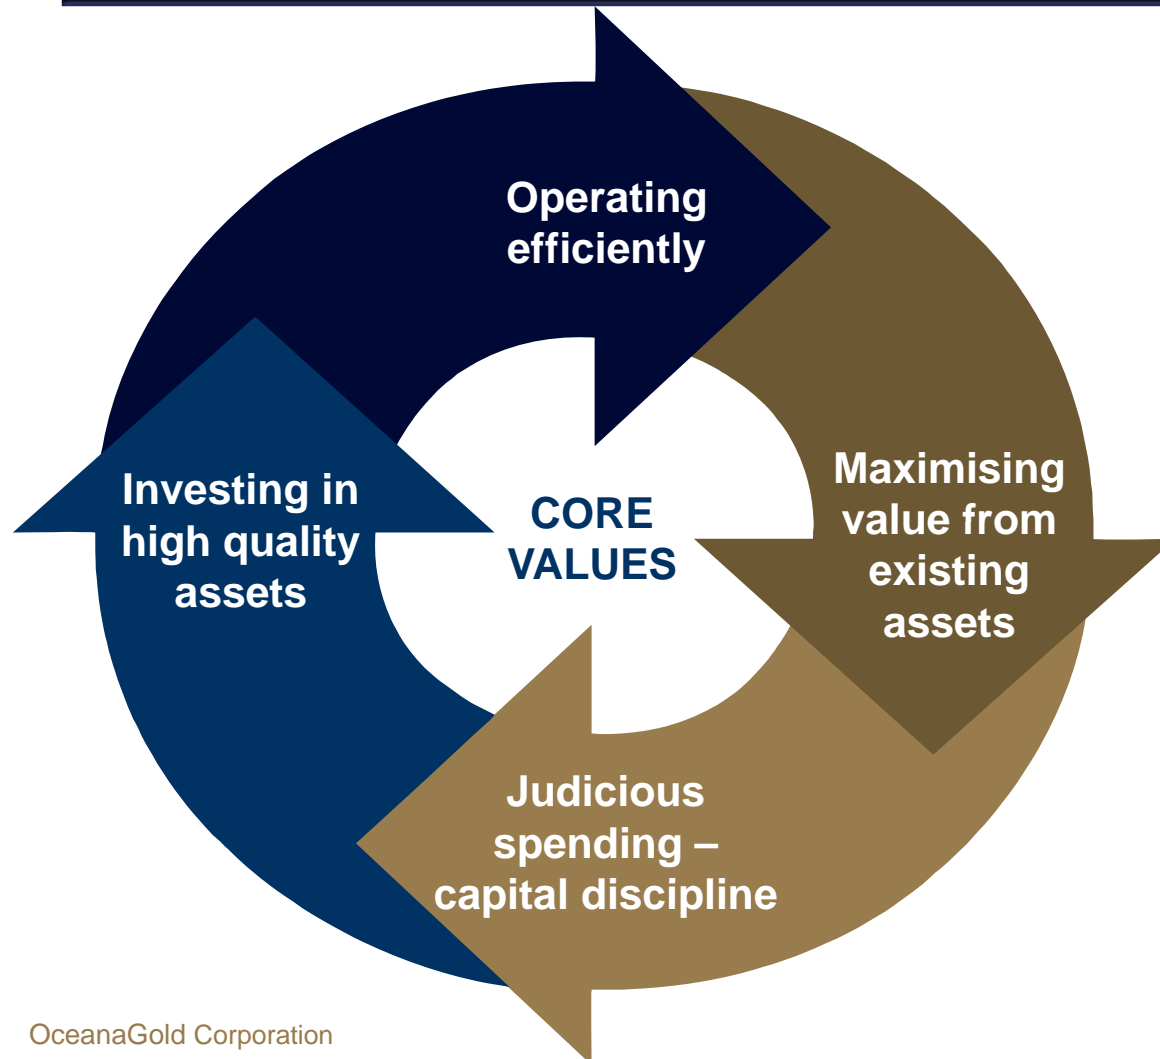 Operating
efficiently
Maximising
value from
existing
assets
Judicious
spending –
capital discipline
Investing in
high quality
assets
CORE
VALUES
OceanaGold Corporation